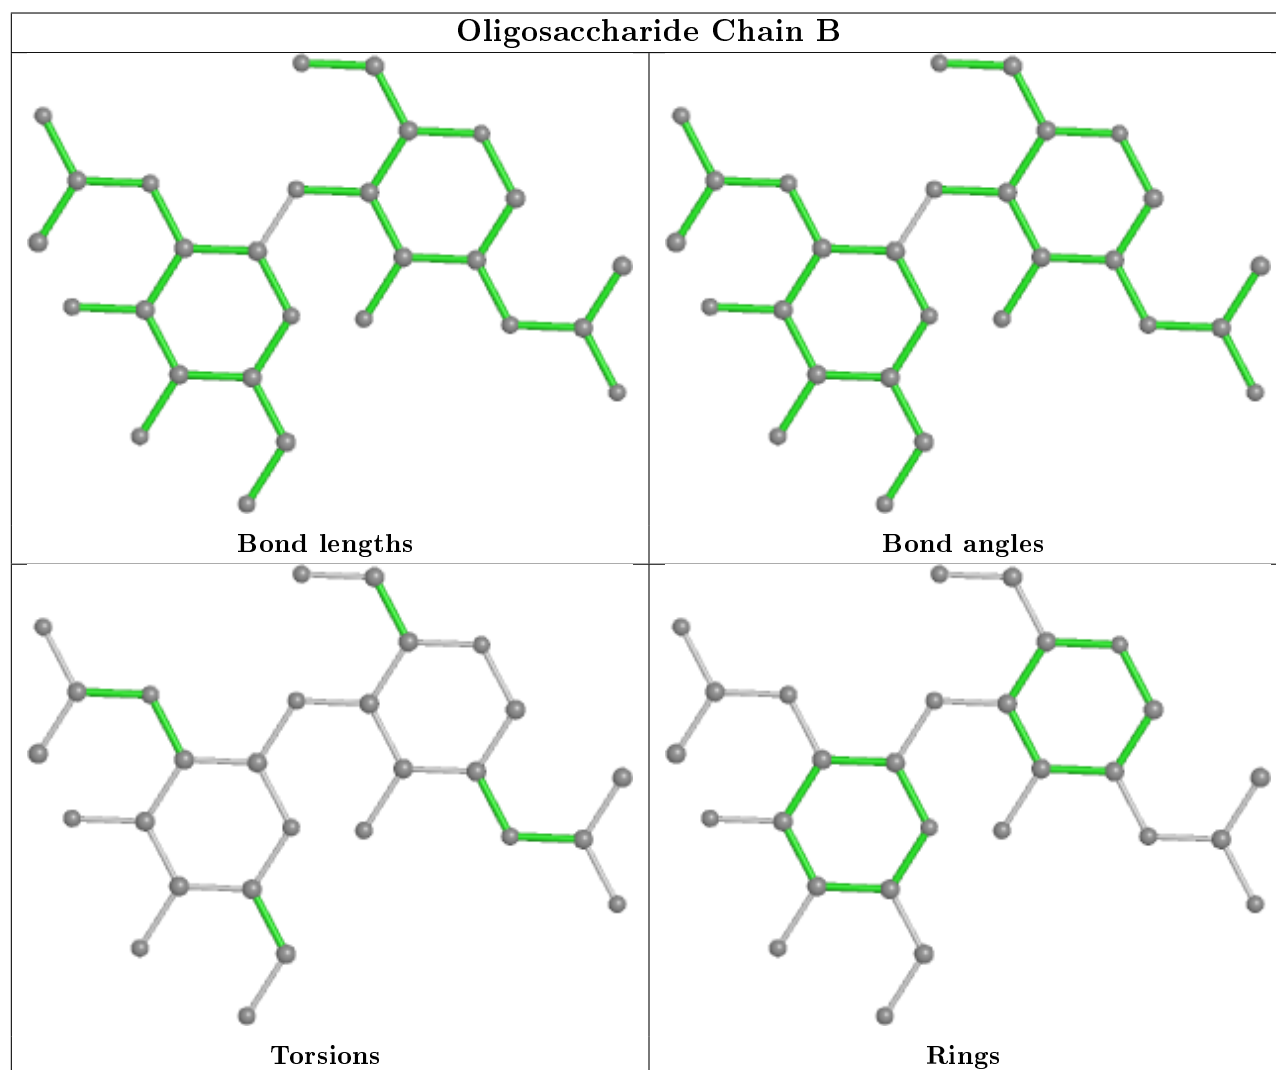 Oligosaccharide Chain B
Bond lengths
Bond angles
Torsions
Rings